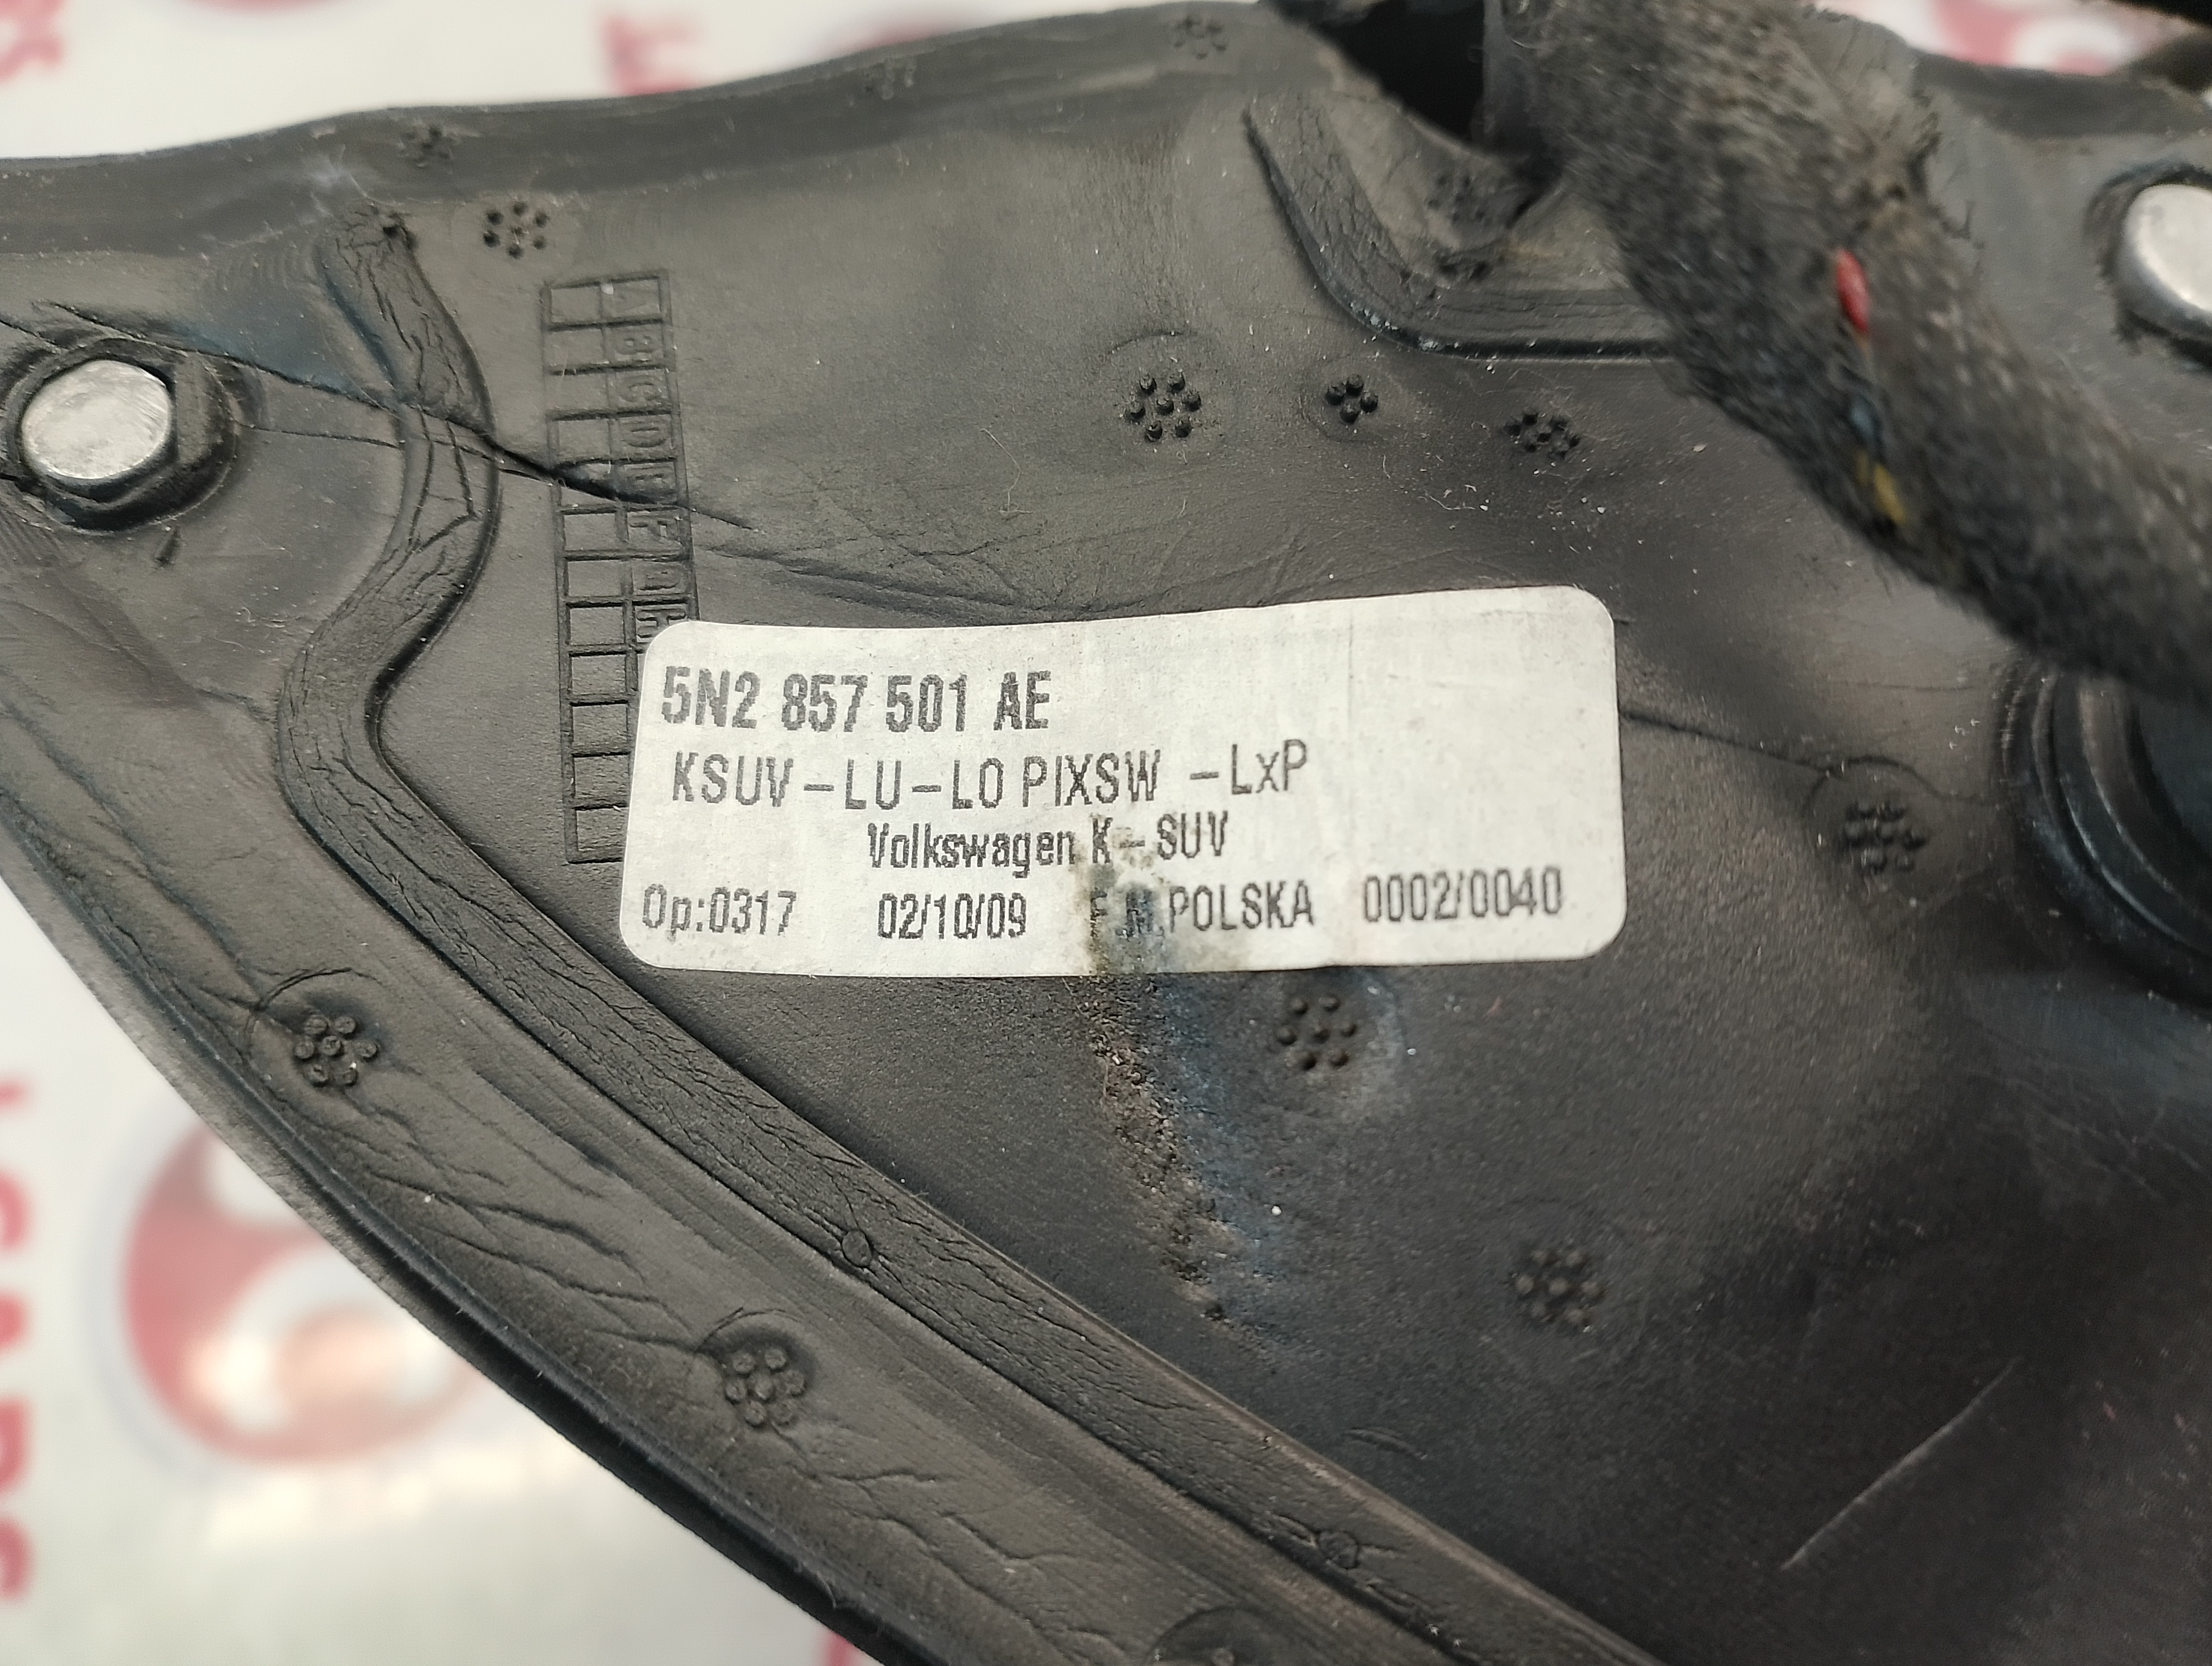 5N2 857 501 AE
KSUV-LU-LO PIXSW -LxP
Volkswagen K-SUV
Op:0317 02/10/09 F.M.POLSKA 0002/0040
A
B
C
D
E
F
G
H